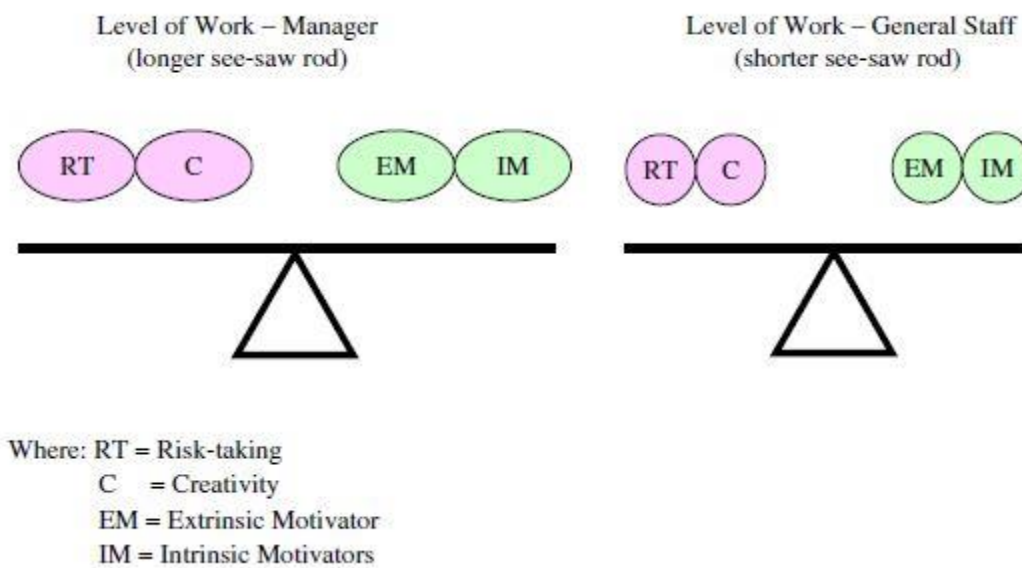 Level of Work – Manager
(longer see-saw rod)
Level of Work – General Staff
(shorter see-saw rod)
RT C EM IM
RT C EM IM
Where: RT = Risk-taking
C = Creativity
EM = Extrinsic Motivator
IM = Intrinsic Motivators